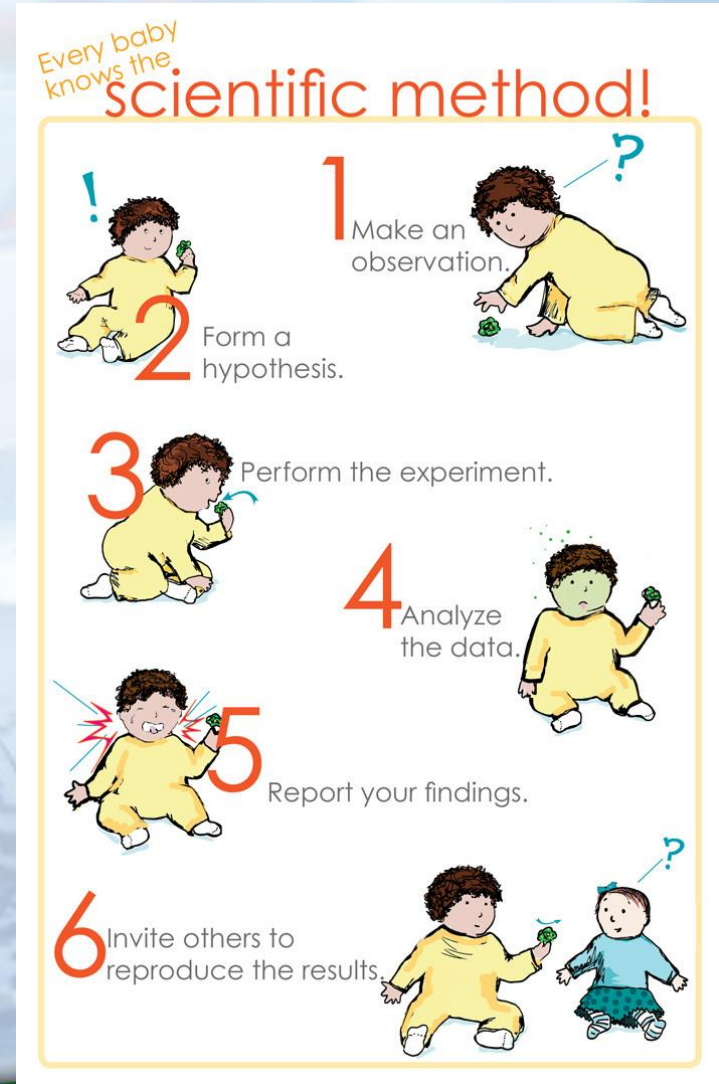 Every baby
knows the
scientific method!
?
1
Make an
observation.
!
2
Form a
hypothesis.
3
Perform the experiment.
4
Analyze
the data.
5
Report your findings.
6
Invite others to
reproduce the results.
?